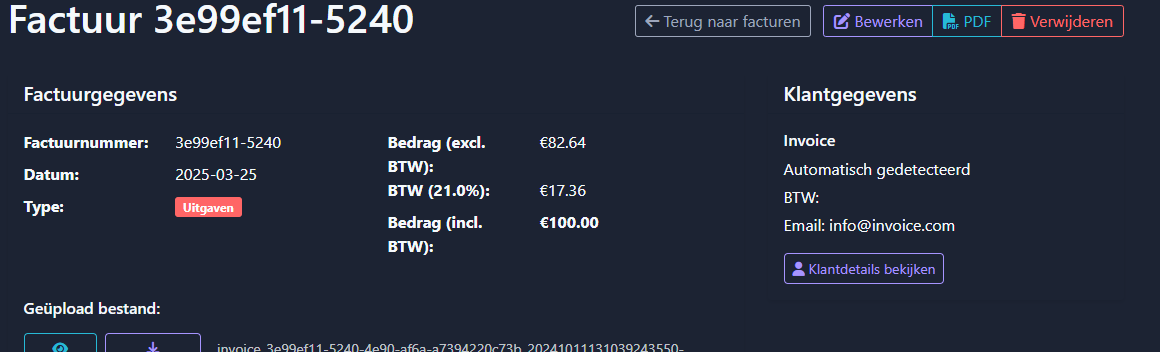 Factuur 3e99ef11-5240
Terug naar facturen
Bewerken
PDF
Verwijderen
Factuurgegevens
Factuurnummer: 3e99ef11-5240
Datum: 2025-03-25
Type: Uitgaven
Bedrag (excl. BTW): €82.64
BTW (21.0%): €17.36
Bedrag (incl. BTW): €100.00
Klantgegevens
Invoice
Automatisch gedetecteerd
BTW:
Email: info@invoice.com
Klantdetails bekijken
Geüpload bestand:
invoice_3e99ef11-5240-4e90-af6a-a7394220c73b_20241011131039243550-